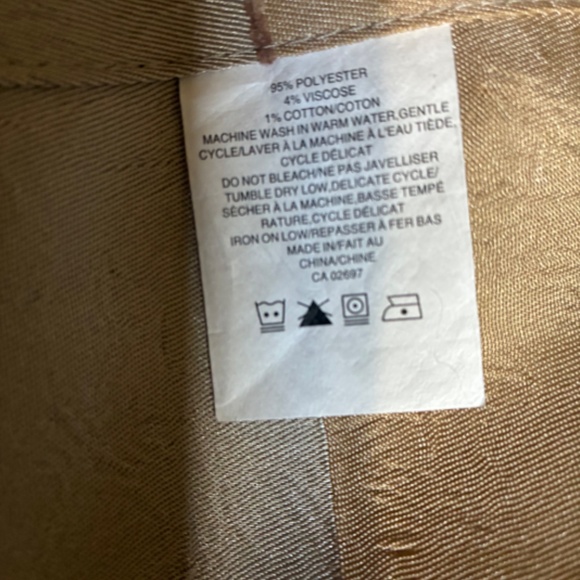 95% POLYESTER
4% VISCOSE
1% COTTON/COTON
MACHINE WASH IN WARM WATER,GENTLE
CYCLE/LAVER À LA MACHINE À L'EAU TIÈDE,
CYCLE DÉLICAT
DO NOT BLEACH/NE PAS JAVELLISER
TUMBLE DRY LOW,DELICATE CYCLE/
SÈCHER À LA MACHINE,BASSE TEMPÉ
RATURE,CYCLE DÉLICAT
IRON ON LOW/REPASSER À FER BAS
MADE IN/FAIT AU
CHINA/CHINE
CA 02697